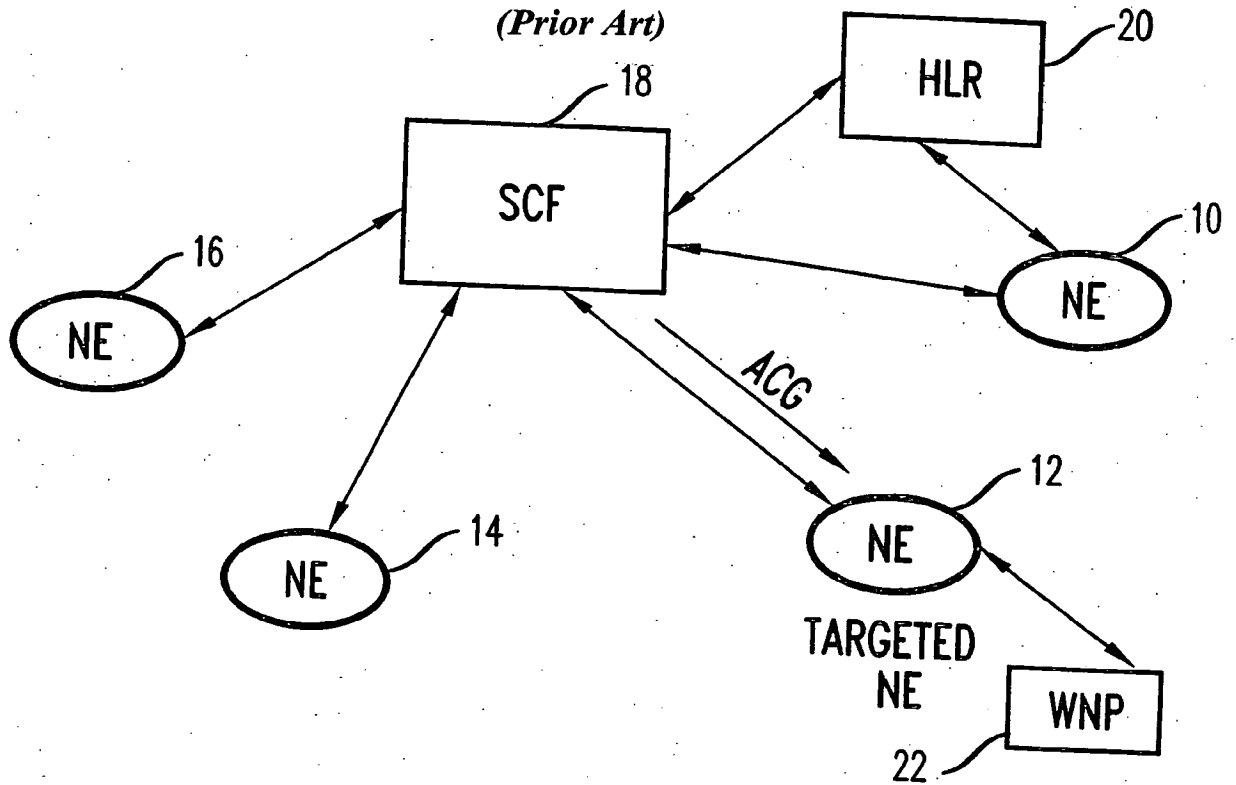 (Prior Art)
20
HLR
18
SCF
10
NE
16
NE
ACG
12
NE
14
NE
TARGETED
NE
WNP
22